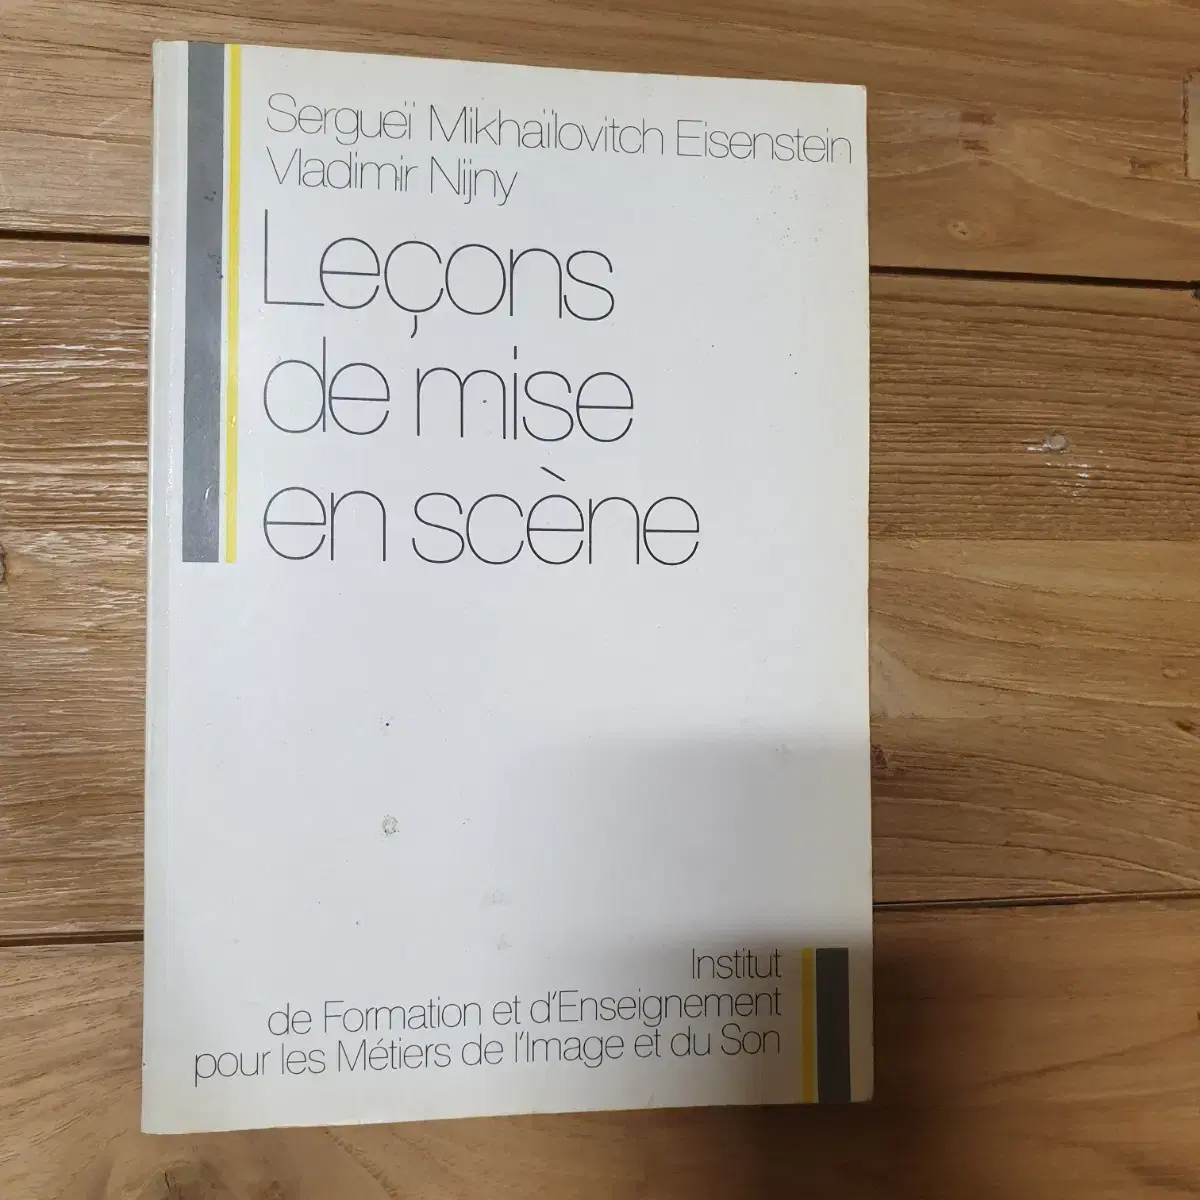 Sergueï Mikhaïlovitch Eisenstein
Vladimir Nijny
Leçons
de mise
en scène
Institut
de Formation et d'Enseignement
pour les Métiers de l'Image et du Son